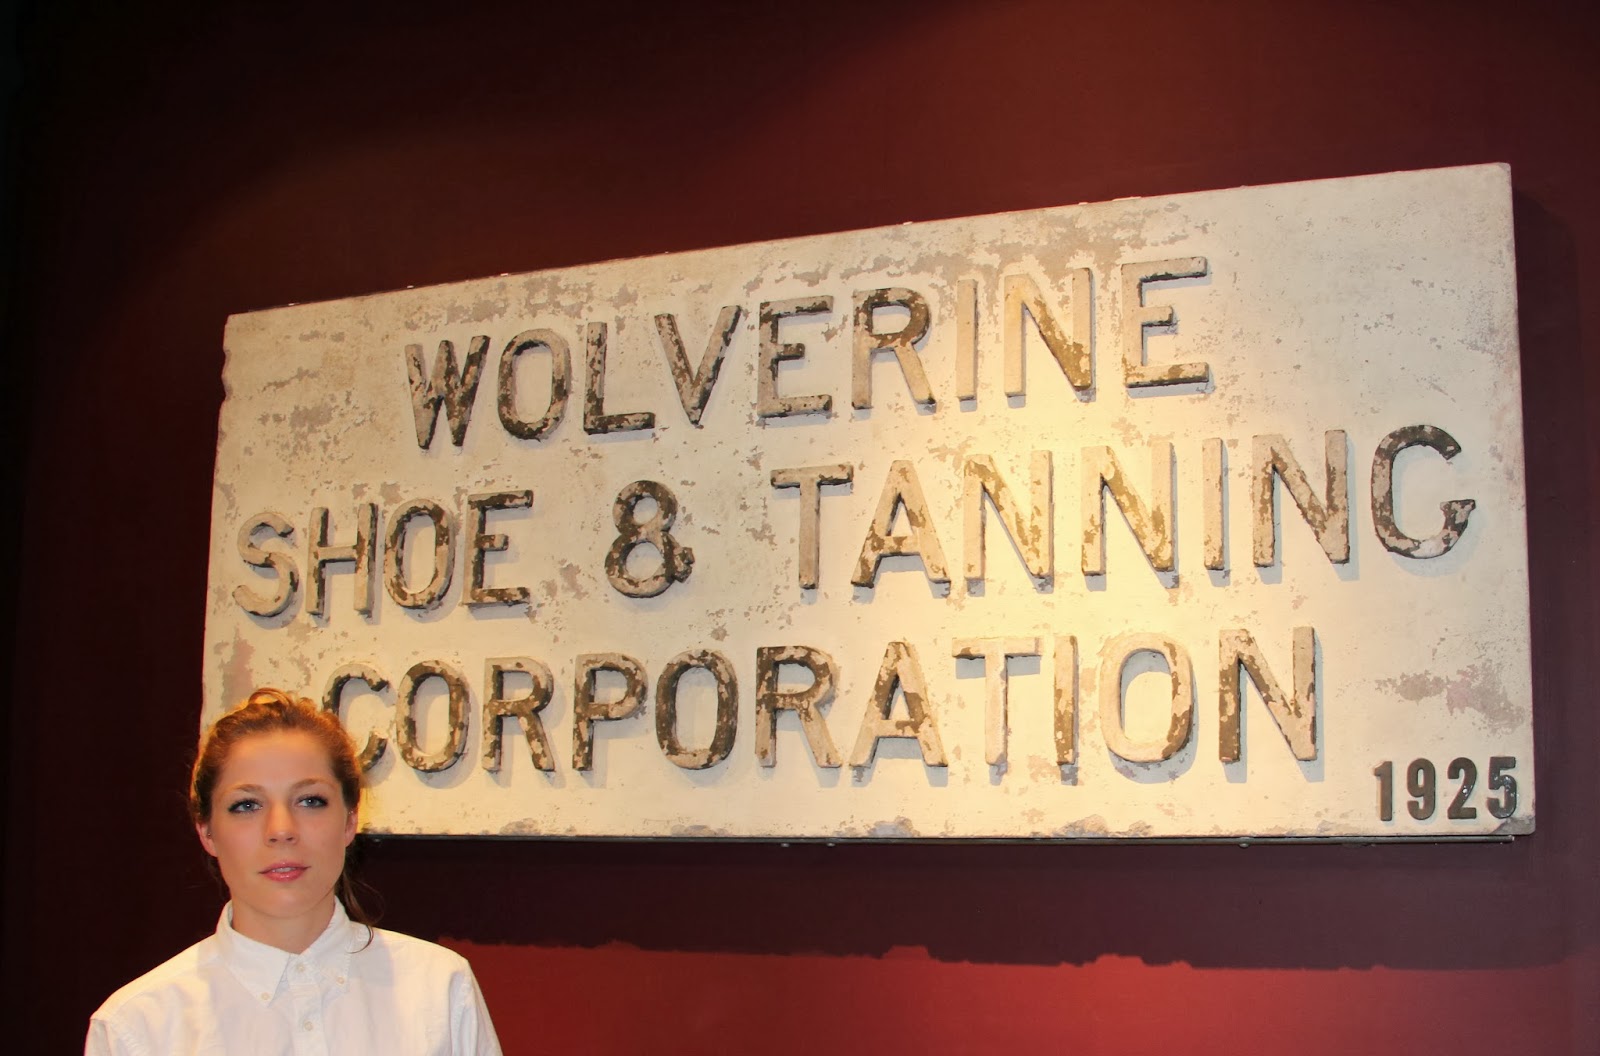 WOLVERINE
SHOE & TANNING
CORPORATION
1925